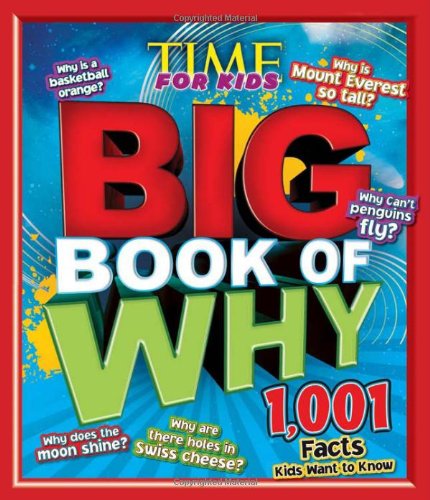 Copyrighted Material
TIME
FOR KIDS
Why is a
basketball
orange?
Why is
Mount Everest
so tall?
BIG
Why Can't
penguins
fly?
BOOK OF
WHY
1,001
Facts
Kids Want to Know
Why does the
moon shine?
Why are
there holes in
Swiss cheese?
Copyrighted Material